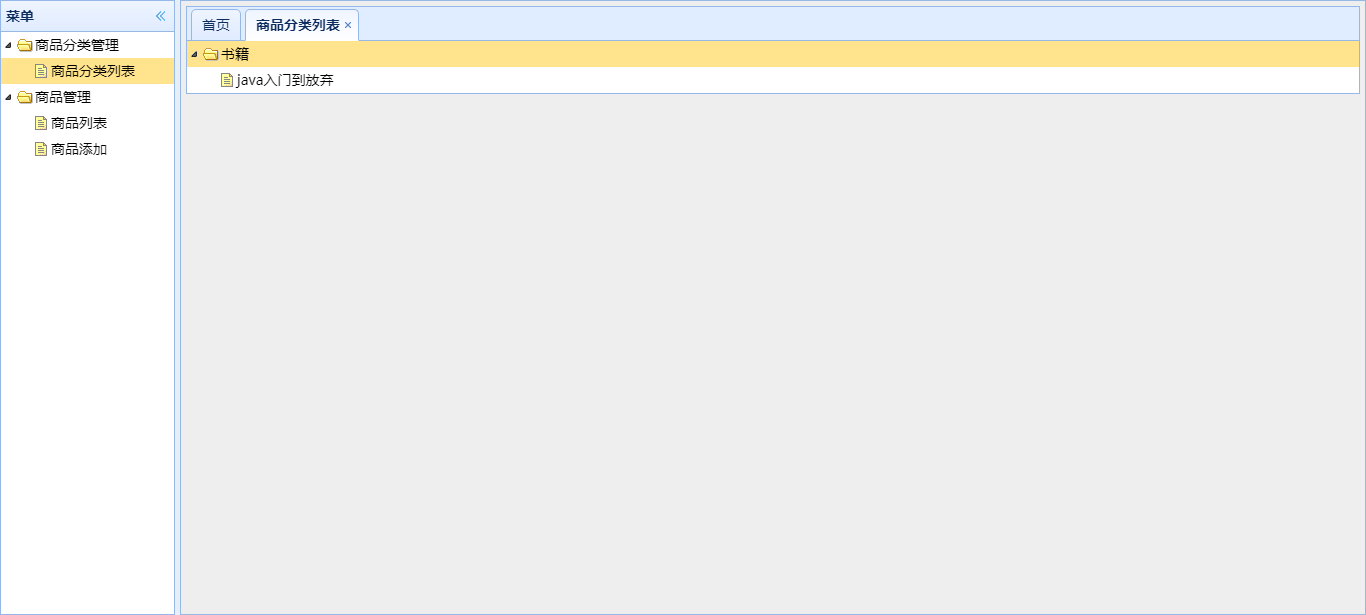 菜单
商品分类管理
商品分类列表
商品管理
商品列表
商品添加
首页
商品分类列表
书籍
java入门到放弃